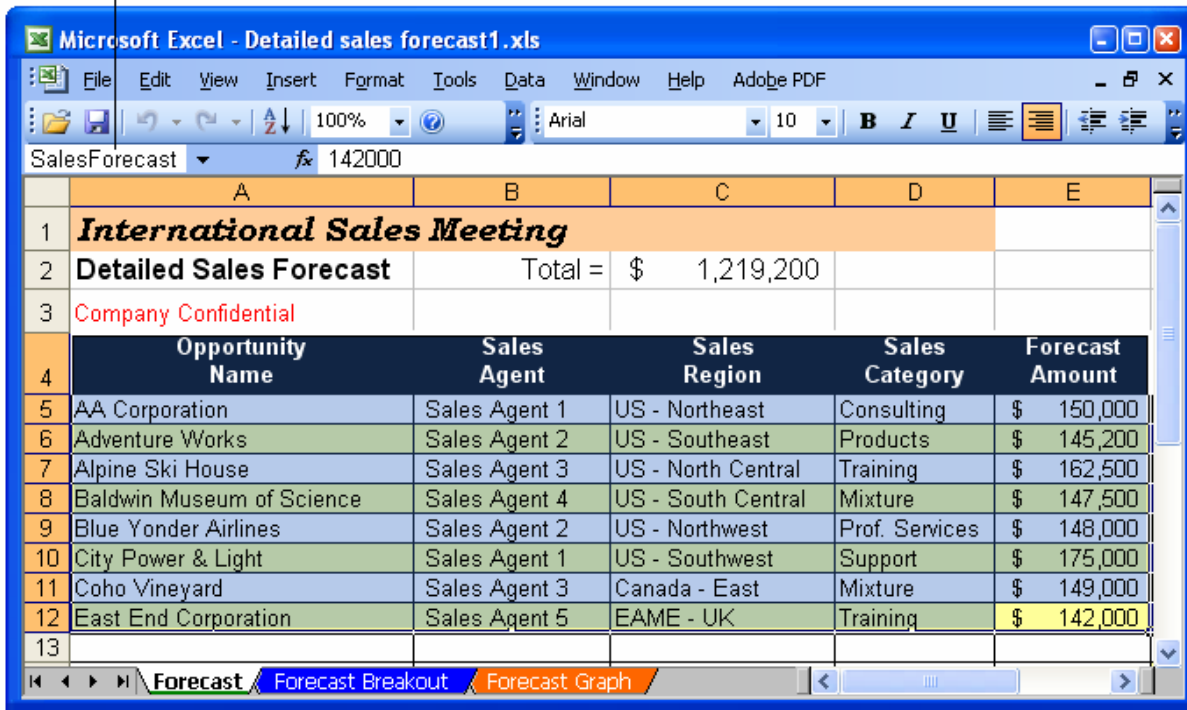 Microsoft Excel - Detailed sales forecast1.xls
File Edit View Insert Format Tools Data Window Help Adobe PDF
100% Arial 10 B I U
SalesForecast fx 142000
A B C D E
1 International Sales Meeting
2 Detailed Sales Forecast Total = $ 1,219,200
3 Company Confidential
Opportunity Sales Sales Sales Forecast
4 Name Agent Region Category Amount
5 AA Corporation Sales Agent 1 US - Northeast Consulting $ 150,000
6 Adventure Works Sales Agent 2 US - Southeast Products $ 145,200
7 Alpine Ski House Sales Agent 3 US - North Central Training $ 162,500
8 Baldwin Museum of Science Sales Agent 4 US - South Central Mixture $ 147,500
9 Blue Yonder Airlines Sales Agent 2 US - Northwest Prof. Services $ 148,000
10 City Power & Light Sales Agent 1 US - Southwest Support $ 175,000
11 Coho Vineyard Sales Agent 3 Canada - East Mixture $ 149,000
12 East End Corporation Sales Agent 5 EAME - UK Training $ 142,000
13
Forecast Forecast Breakout Forecast Graph